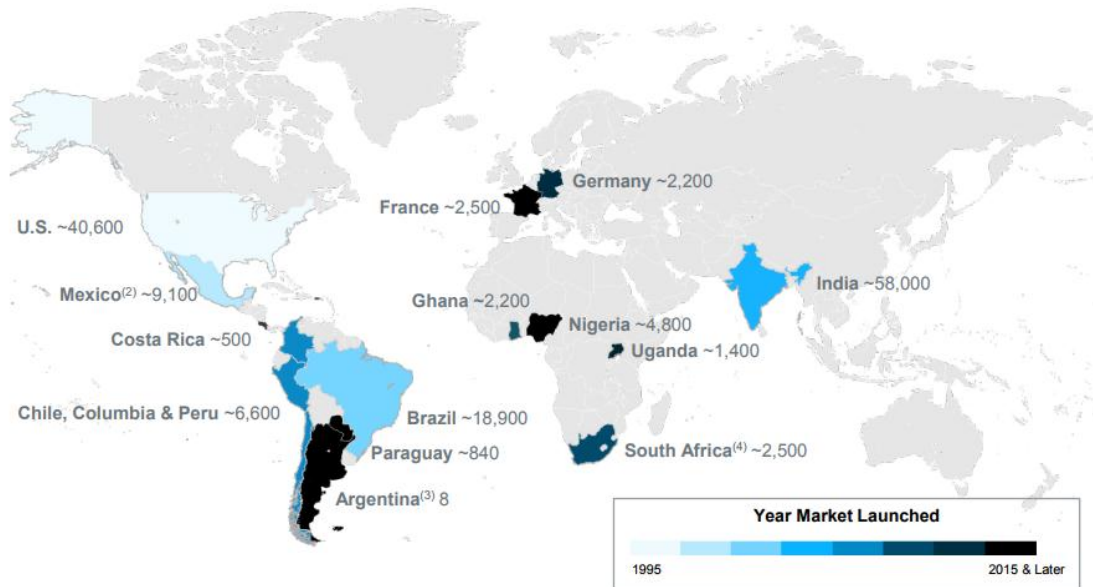 Germany ~2,200
France ~2,500
U.S. ~40,600
India ~58,000
Mexico(2) ~9,100
Ghana ~2,200
Nigeria ~4,800
Costa Rica ~500
Uganda ~1,400
Chile, Columbia & Peru ~6,600
Brazil ~18,900
Paraguay ~840
South Africa(4) ~2,500
Argentina(3) 8
Year Market Launched
1995 2015 & Later